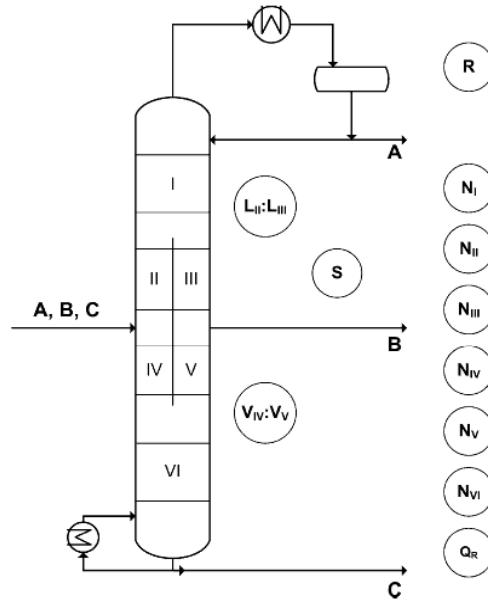 R
A
I
L_II:L_III
N_I
N_II
II III
S
N_III
A, B, C
B
IV V
N_IV
V_IV:V_V
N_V
VI
N_VI
Q_R
C